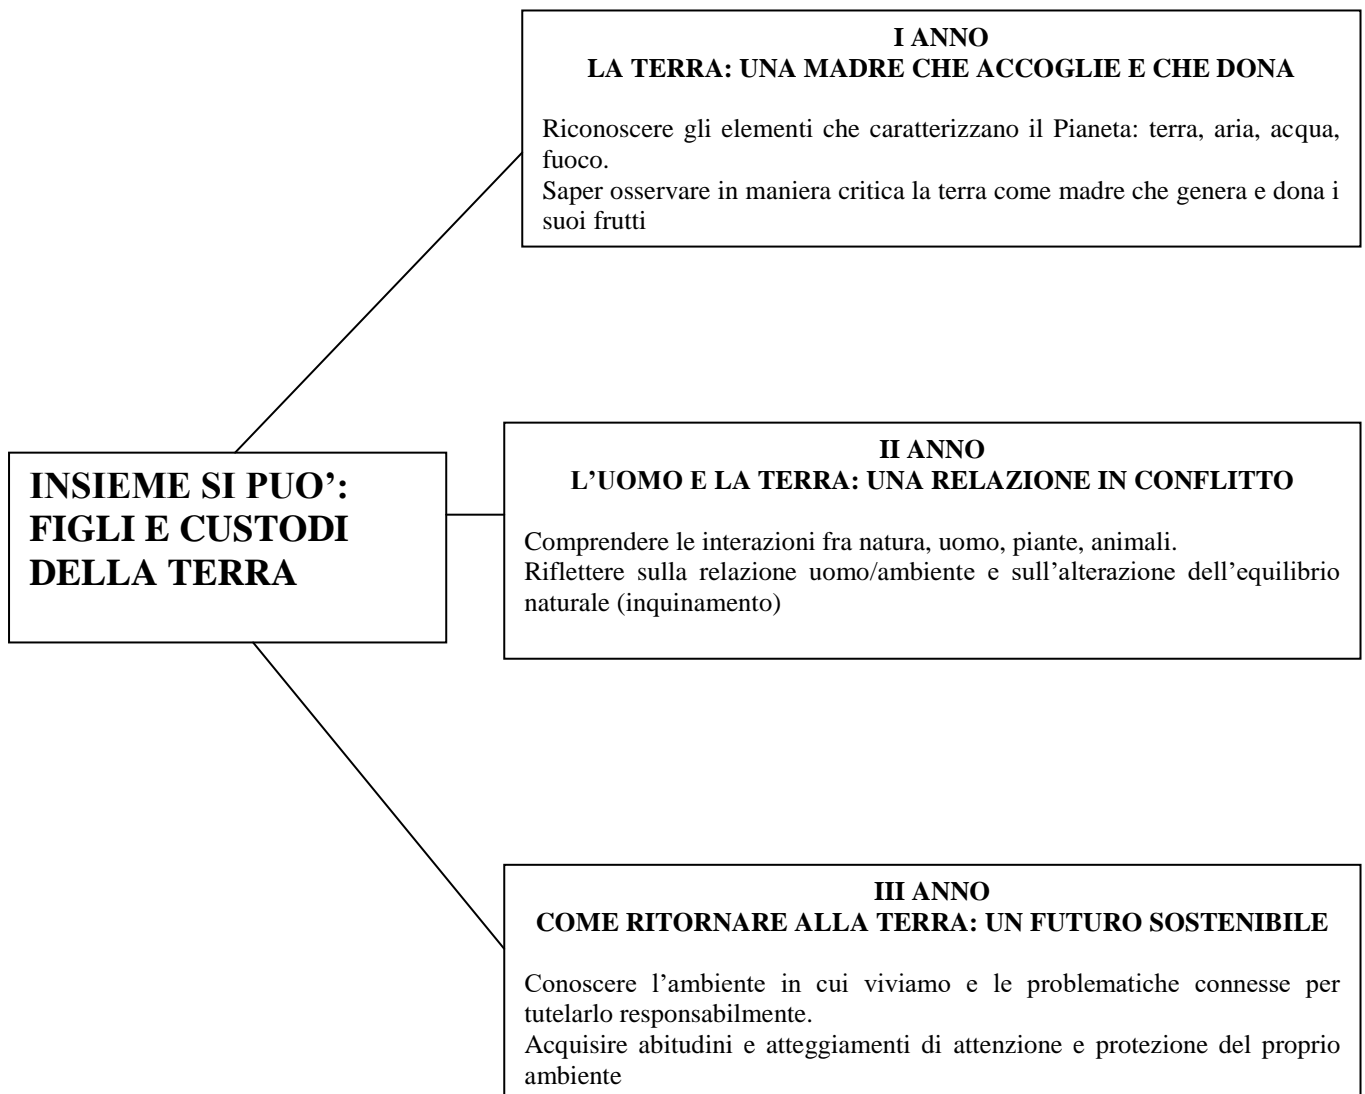 I ANNO
LA TERRA: UNA MADRE CHE ACCOGLIE E CHE DONA
Riconoscere gli elementi che caratterizzano il Pianeta: terra, aria, acqua,
fuoco.
Saper osservare in maniera critica la terra come madre che genera e dona i
suoi frutti
INSIEME SI PUO’:
FIGLI E CUSTODI
DELLA TERRA
II ANNO
L’UOMO E LA TERRA: UNA RELAZIONE IN CONFLITTO
Comprendere le interazioni fra natura, uomo, piante, animali.
Riflettere sulla relazione uomo/ambiente e sull’alterazione dell’equilibrio
naturale (inquinamento)
III ANNO
COME RITORNARE ALLA TERRA: UN FUTURO SOSTENIBILE
Conoscere l’ambiente in cui viviamo e le problematiche connesse per
tutelarlo responsabilmente.
Acquisire abitudini e atteggiamenti di attenzione e protezione del proprio
ambiente